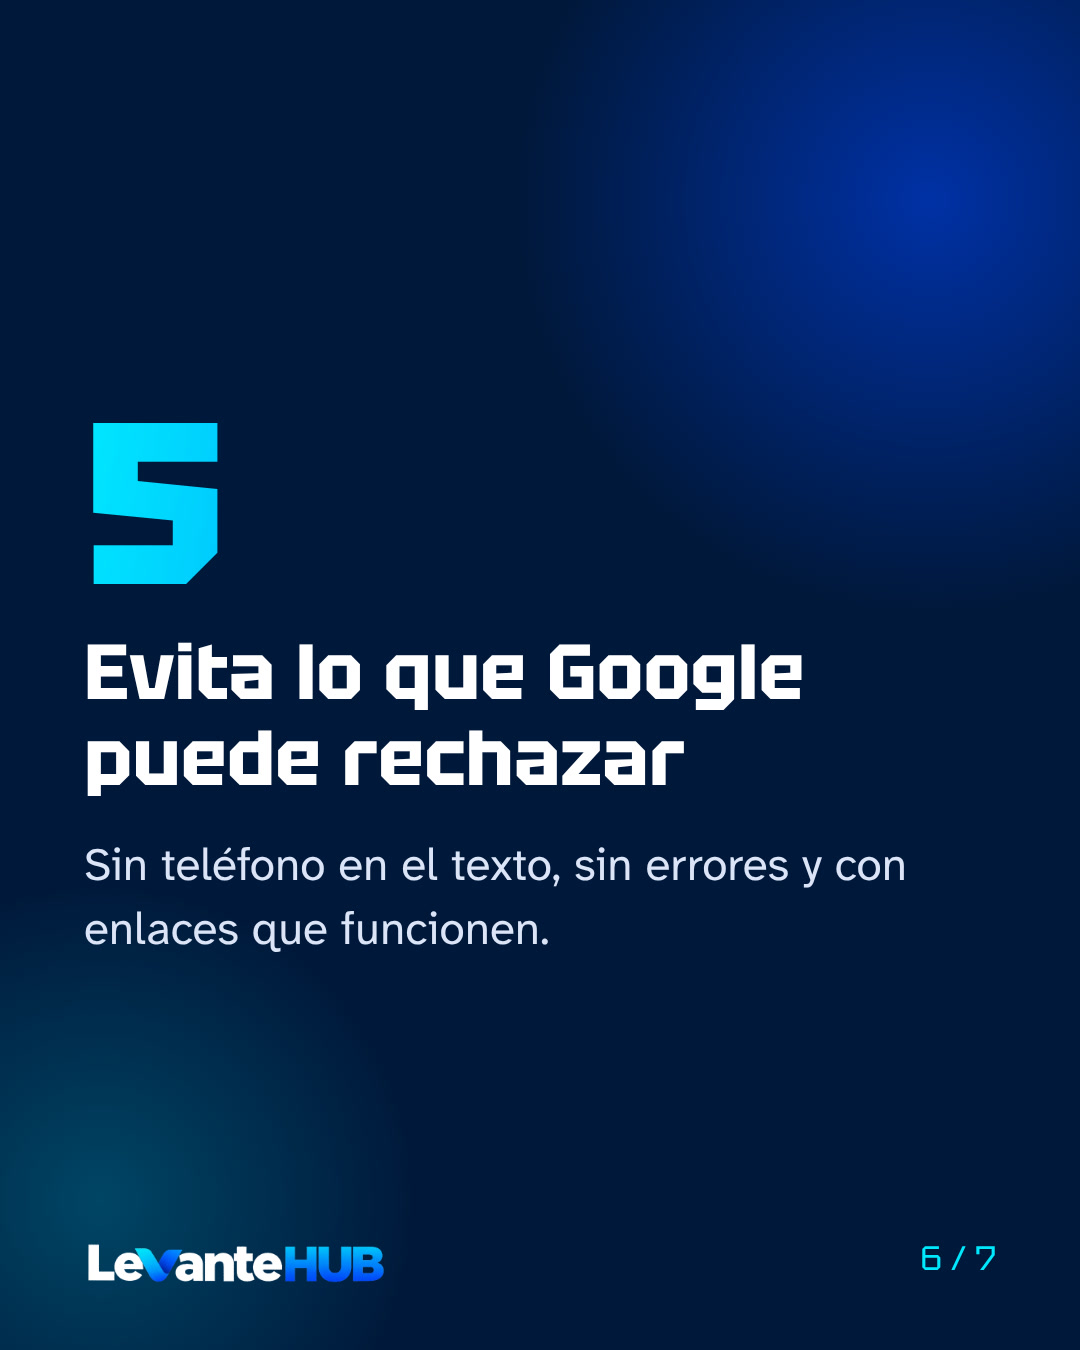 5
Evita lo que Google
puede rechazar
Sin teléfono en el texto, sin errores y con
enlaces que funcionen.
LevanteHUB
6 / 7